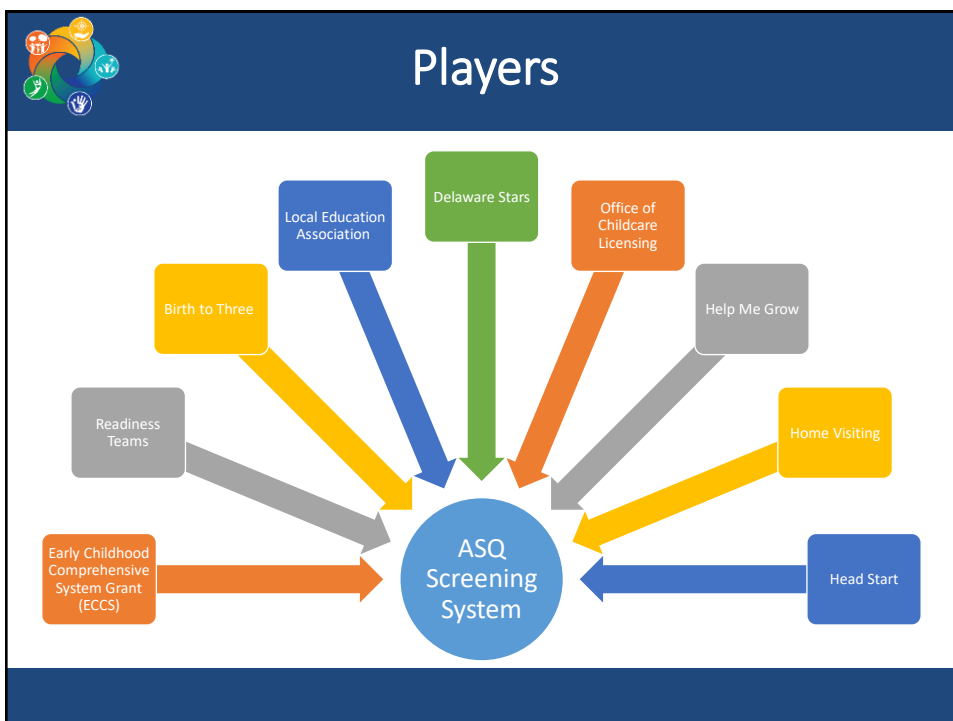 Players
Delaware Stars
Local Education
Association
Office of
Childcare
Licensing
Birth to Three
Help Me Grow
Readiness
Teams
Home Visiting
Early Childhood
Comprehensive
System Grant
(ECCS)
ASQ
Screening
System
Head Start